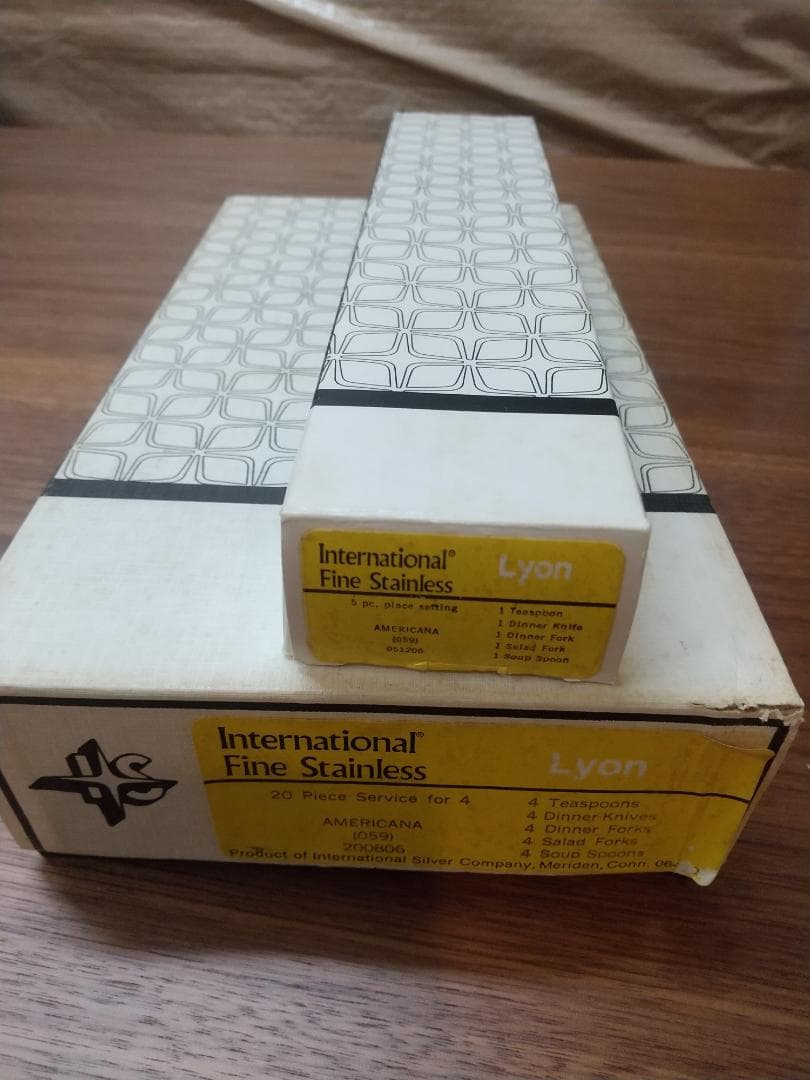 International®
Fine Stainless
Lyon
5 pc. place setting
AMERICANA
(059)
051206
1 Teaspoon
1 Dinner Knife
1 Dinner Fork
1 Salad Fork
1 Soup Spoon
International®
Fine Stainless
Lyon
20 Piece Service for 4
AMERICANA
(059)
200806
4 Teaspoons
4 Dinner Knives
4 Dinner Forks
4 Salad Forks
4 Soup Spoons
Product of International Silver Company, Meriden, Conn.